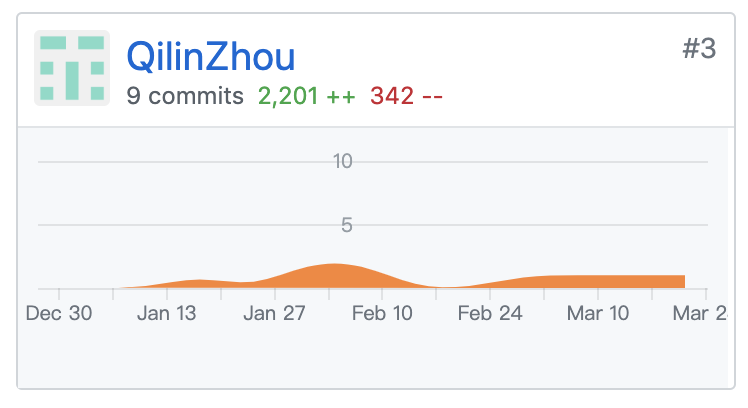 QilinZhou
#3
9 commits 2,201 ++ 342 --
10
5
Dec 30 Jan 13 Jan 27 Feb 10 Feb 24 Mar 10 Mar 2